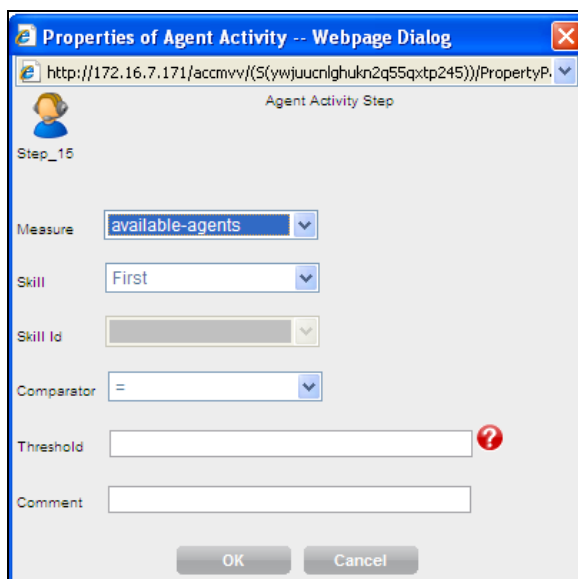 Properties of Agent Activity -- Webpage Dialog
http://172.16.7.171/accmvv/(S(ywjuucnlghukn2q55qxtp245))/PropertyP.
Agent Activity Step
Step_15
Measure available-agents
Skill First
Skill Id
Comparator =
Threshold
Comment
OK Cancel